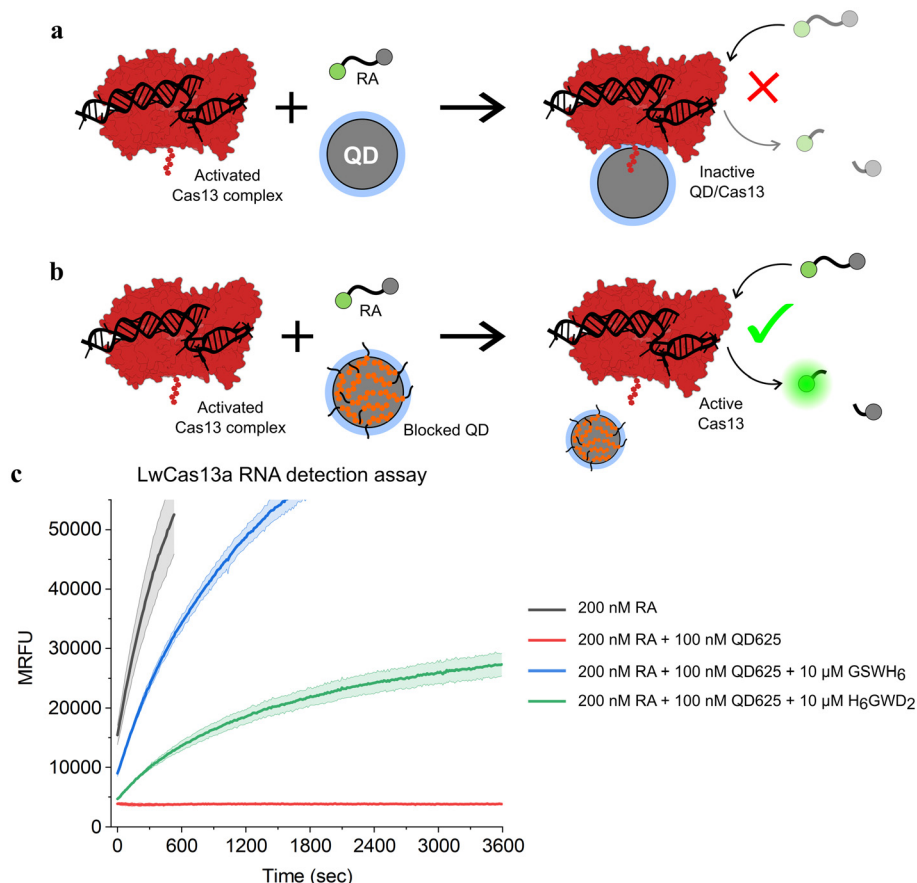 a
RA
QD
Activated
Cas13 complex
Inactive
QD/Cas13
b
RA
Activated
Cas13 complex
Blocked QD
Active
Cas13
c
LwCas13a RNA detection assay
50000
40000
30000
20000
10000
0
MRFU
0
600
1200
1800
2400
3000
3600
Time (sec)
200 nM RA
200 nM RA + 100 nM QD625
200 nM RA + 100 nM QD625 + 10 µM GSWH₆
200 nM RA + 100 nM QD625 + 10 µM H₆GWD₂